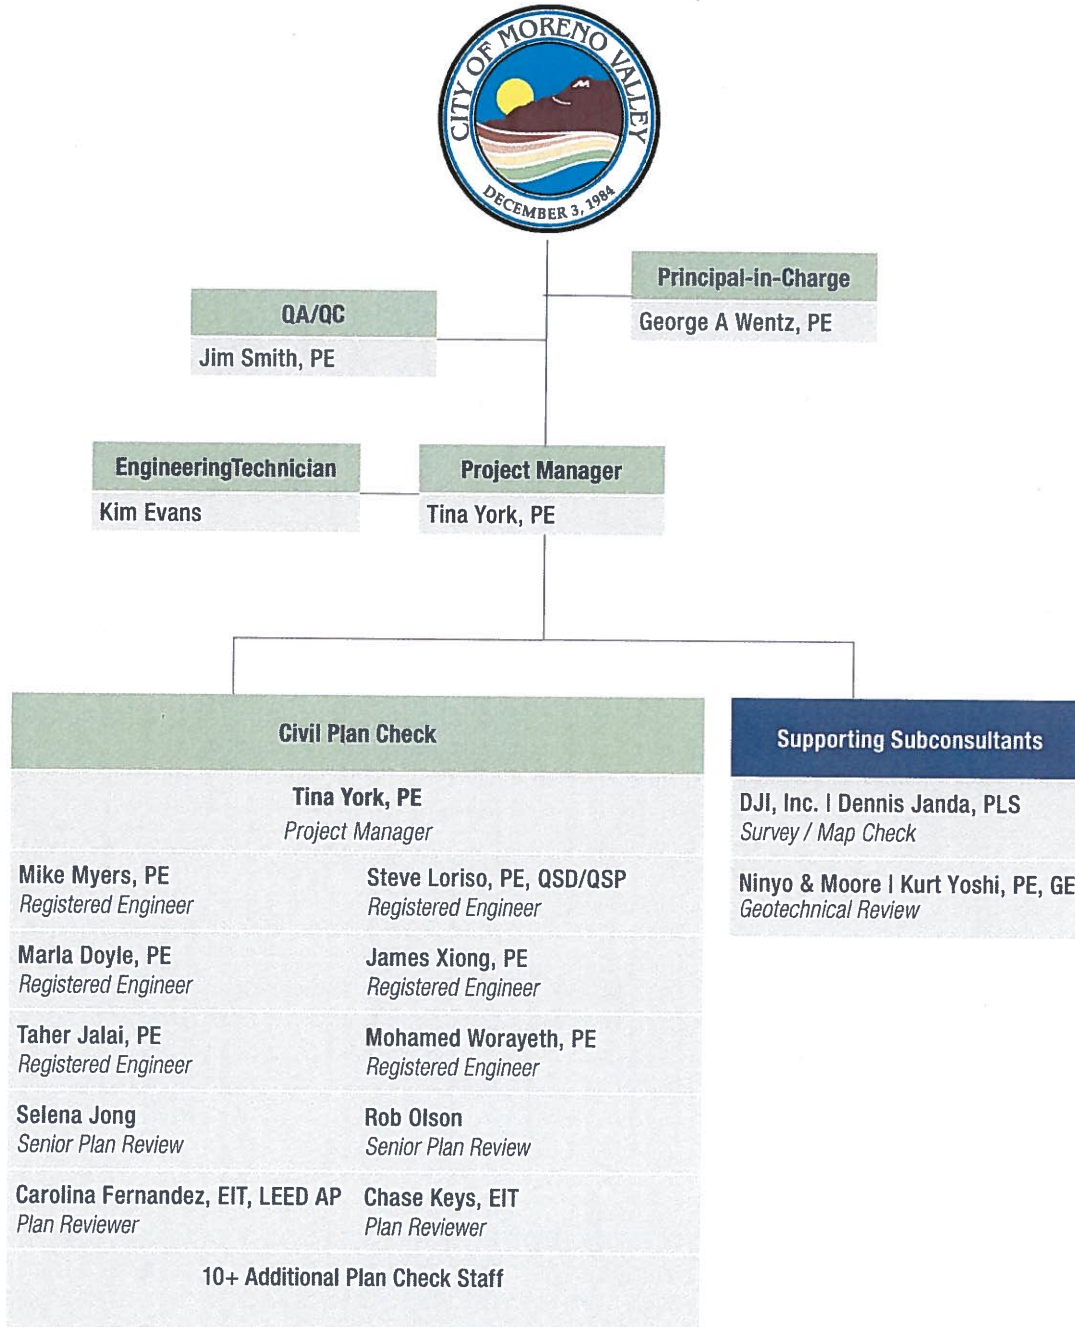 CITY OF MORENO VALLEY
M
DECEMBER 3, 1984
Principal-in-Charge
George A Wentz, PE
QA/QC
Jim Smith, PE
EngineeringTechnician
Kim Evans
Project Manager
Tina York, PE
Civil Plan Check
Tina York, PE
Project Manager
Mike Myers, PE
Registered Engineer
Steve Loriso, PE, QSD/QSP
Registered Engineer
Marla Doyle, PE
Registered Engineer
James Xiong, PE
Registered Engineer
Taher Jalai, PE
Registered Engineer
Mohamed Worayeth, PE
Registered Engineer
Selena Jong
Senior Plan Review
Rob Olson
Senior Plan Review
Carolina Fernandez, EIT, LEED AP
Plan Reviewer
Chase Keys, EIT
Plan Reviewer
10+ Additional Plan Check Staff
Supporting Subconsultants
DJI, Inc. | Dennis Janda, PLS
Survey / Map Check
Ninyo & Moore | Kurt Yoshi, PE, GE
Geotechnical Review